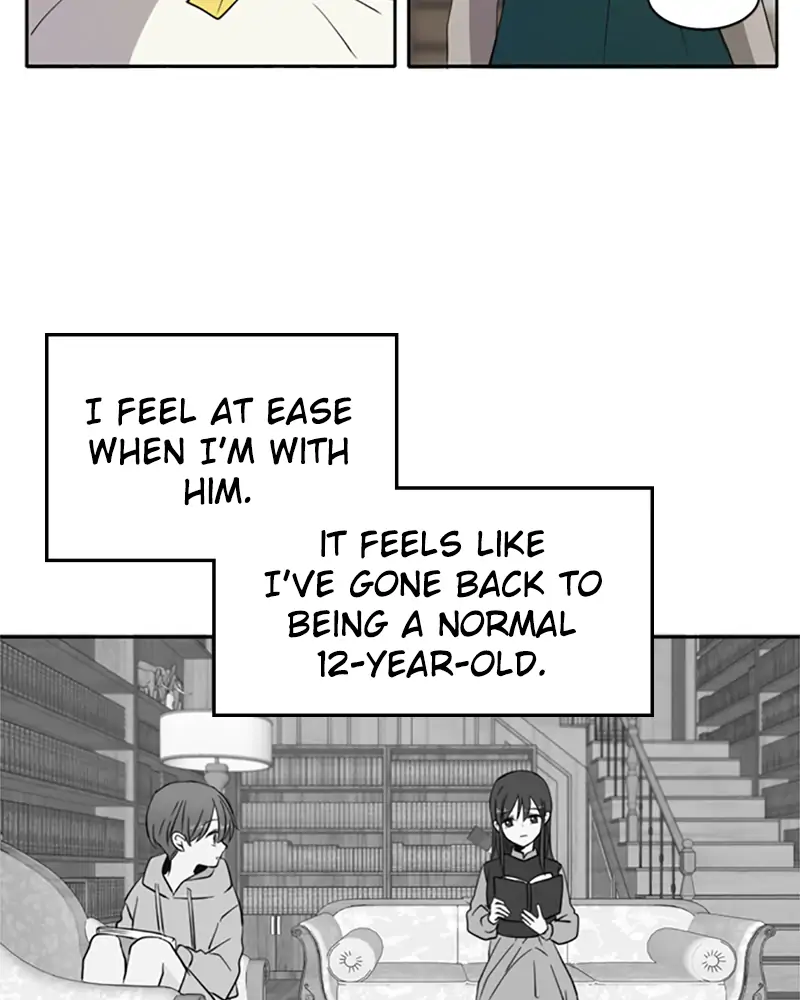 I FEEL AT EASE
WHEN I'M WITH
HIM.
IT FEELS LIKE
I'VE GONE BACK TO
BEING A NORMAL
12-YEAR-OLD.